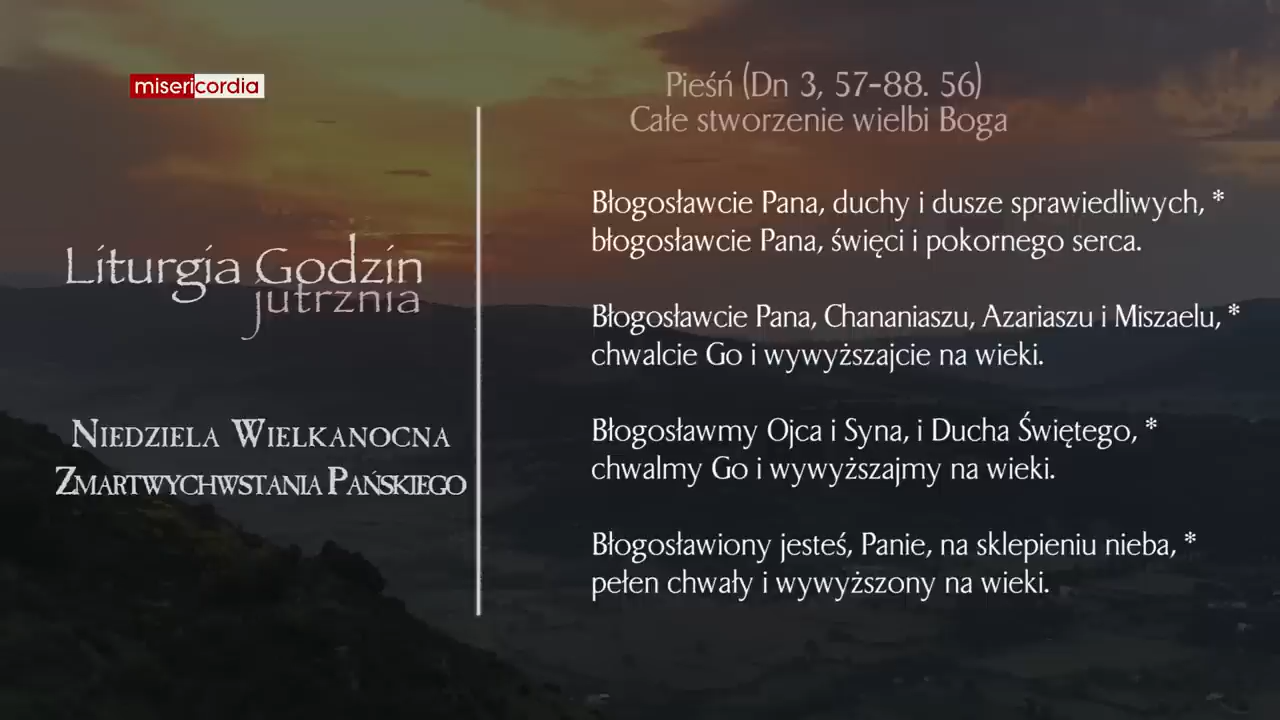 misericordia
Liturgia Godzin
jutrznia
Niedziela Wielkanocna
Zmartwychwstania Pańskiego
Pieśń (Dn 3, 57-88. 56)
Całe stworzenie wielbi Boga
Błogosławcie Pana, duchy i dusze sprawiedliwych, *
błogosławcie Pana, święci i pokornego serca.
Błogosławcie Pana, Chananiaszu, Azariaszu i Miszaelu, *
chwalcie Go i wywyższajcie na wieki.
Błogosławmy Ojca i Syna, i Ducha Świętego, *
chwalmy Go i wywyższajmy na wieki.
Błogosławiony jesteś, Panie, na sklepieniu nieba, *
pełen chwały i wywyższony na wieki.